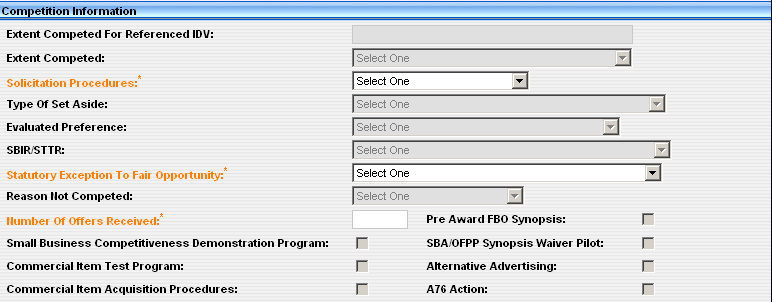 Competition Information
Extent Competed For Referenced IDV:
Extent Competed: Select One
Solicitation Procedures:* Select One
Type Of Set Aside: Select One
Evaluated Preference: Select One
SBIR/STTR: Select One
Statutory Exception To Fair Opportunity:* Select One
Reason Not Competed: Select One
Number Of Offers Received:* Pre Award FBO Synopsis:
Small Business Competitiveness Demonstration Program: SBA/OFPP Synopsis Waiver Pilot:
Commercial Item Test Program: Alternative Advertising:
Commercial Item Acquisition Procedures: A76 Action: